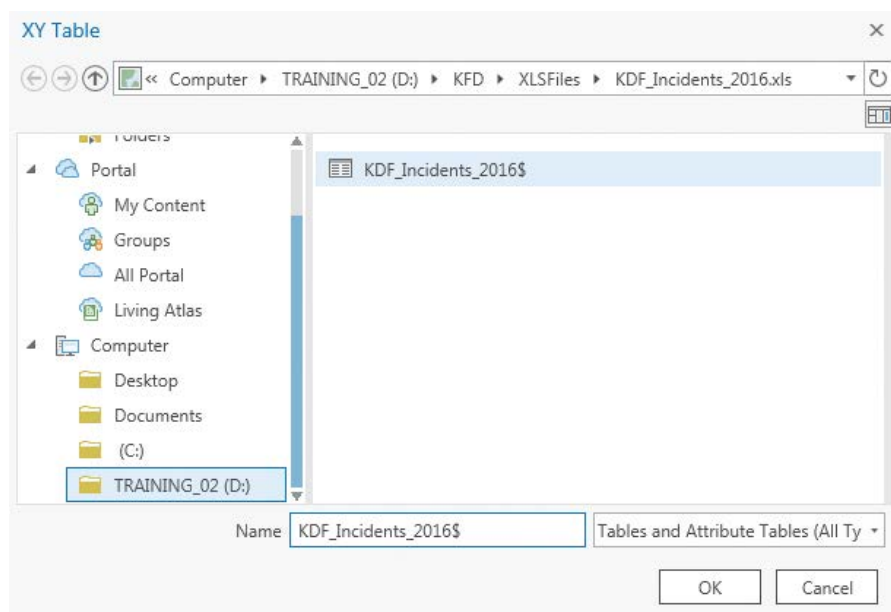 XY Table
« Computer TRAINING_02 (D:) KFD XLSFiles KDF_Incidents_2016.xls
Folders
Portal
My Content
Groups
All Portal
Living Atlas
Computer
Desktop
Documents
(C:)
TRAINING_02 (D:)
KDF_Incidents_2016$
Name KDF_Incidents_2016$ Tables and Attribute Tables (All Ty
OK Cancel